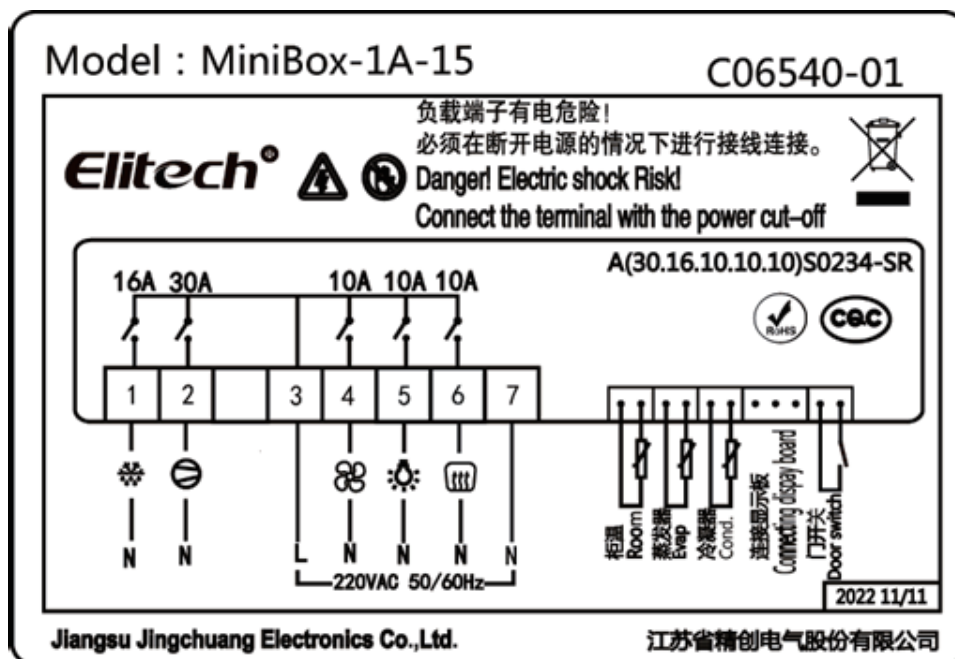 Model : MiniBox-1A-15
C06540-01
负载端子有电危险!
必须在断开电源的情况下进行接线连接。
Elitech®
Danger! Electric shock Risk!
Connect the terminal with the power cut-off
A(30.16.10.10.10)S0234-SR
16A 30A 10A 10A 10A
RoHS
CQC
1 2 3 4 5 6 7
N N L N N N N
220VAC 50/60Hz
柜温
Room
蒸发器
Evap
冷凝器
Cond.
连接显示板
Connecting dispay board
门开关
Door switch
2022 11/11
Jiangsu Jingchuang Electronics Co.,Ltd.
江苏省精创电气股份有限公司